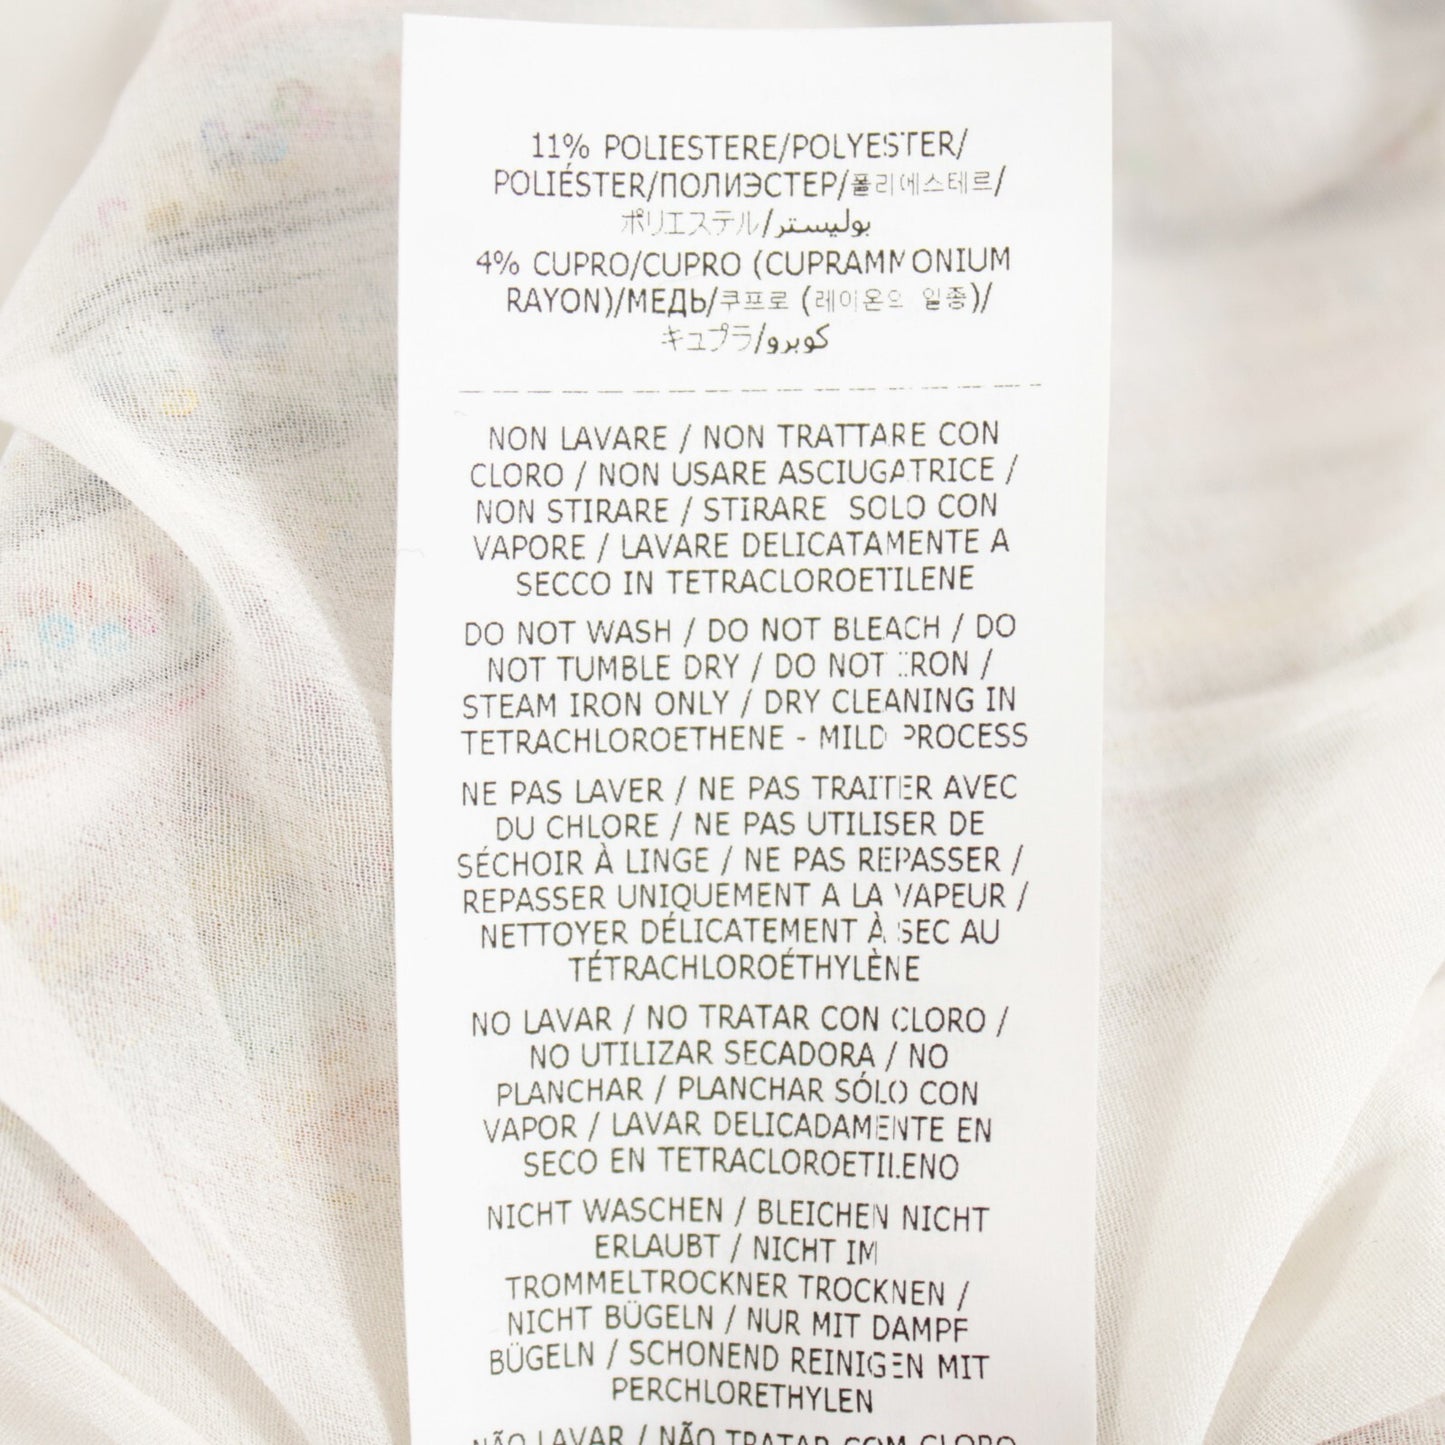 11% POLIESTERE/POLYESTER/
POLIÉSTER/ПОЛИЭСТЕР/폴리에스테르/
ポリエステル/بوليستر
4% CUPRO/CUPRO (CUPRAMMONIUM
RAYON)/МЕДЬ/쿠프로 (레이온의 일종)/
キュプラ/كوبرو
NON LAVARE / NON TRATTARE CON
CLORO / NON USARE ASCIUGATRICE /
NON STIRARE / STIRARE SOLO CON
VAPORE / LAVARE DELICATAMENTE A
SECCO IN TETRACLOROETILENE
DO NOT WASH / DO NOT BLEACH / DO
NOT TUMBLE DRY / DO NOT IRON /
STEAM IRON ONLY / DRY CLEANING IN
TETRACHLOROETHENE - MILD PROCESS
NE PAS LAVER / NE PAS TRAITER AVEC
DU CHLORE / NE PAS UTILISER DE
SÉCHOIR À LINGE / NE PAS REPASSER /
REPASSER UNIQUEMENT A LA VAPEUR /
NETTOYER DÉLICATEMENT À SEC AU
TÉTRACHLOROÉTHYLÈNE
NO LAVAR / NO TRATAR CON CLORO /
NO UTILIZAR SECADORA / NO
PLANCHAR / PLANCHAR SÓLO CON
VAPOR / LAVAR DELICADAMENTE EN
SECO EN TETRACLOROETILENO
NICHT WASCHEN / BLEICHEN NICHT
ERLAUBT / NICHT IM
TROMMELTROCKNER TROCKNEN /
NICHT BÜGELN / NUR MIT DAMPF
BÜGELN / SCHONEND REINIGEN MIT
PERCHLORETHYLEN
NÃO LAVAR / NÃO TRATAR COM CLORO